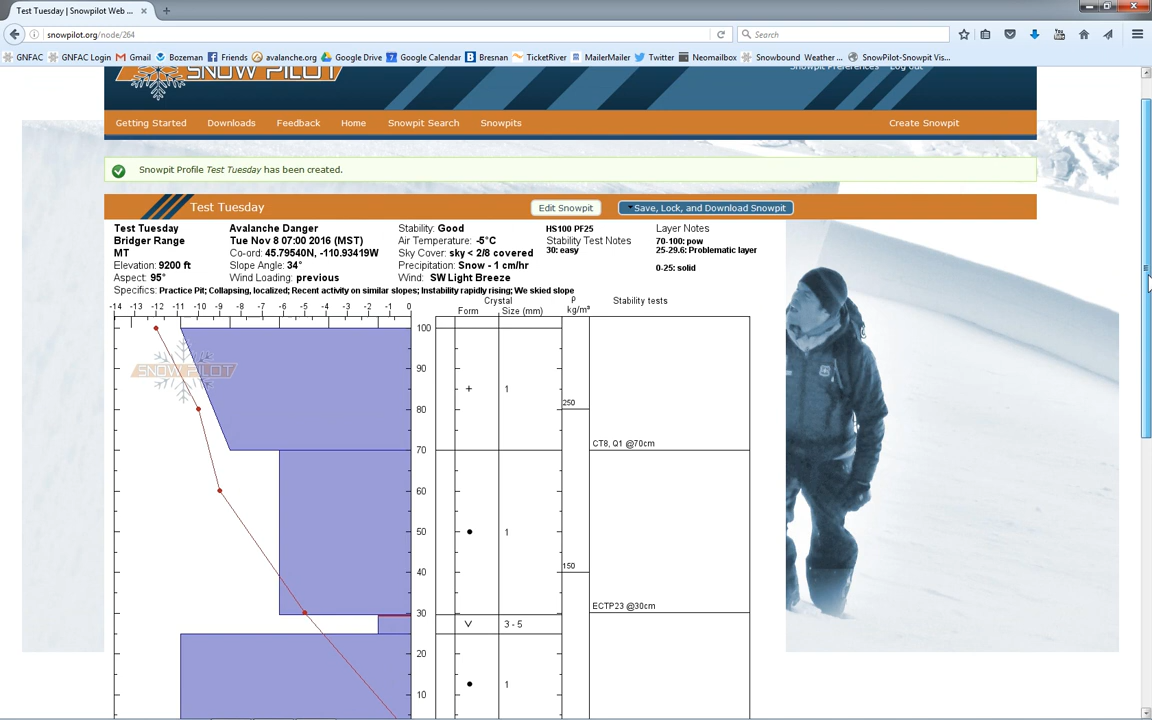 Test Tuesday | Snowpilot Web ...
snowpilot.org/node/264
Search
GNFAC GNFAC Login Gmail Bozeman Friends avalanche.org Google Drive Google Calendar Bresnan TicketRiver MailerMailer Twitter Neomailbox Snowbound Weather ... SnowPilot-Snowpit Vis...
SNOW PILOT
Snowpilot Preferences Log out
Getting Started Downloads Feedback Home Snowpit Search Snowpits Create Snowpit
Snowpit Profile Test Tuesday has been created.
Test Tuesday Edit Snowpit Save, Lock, and Download Snowpit
Test Tuesday Avalanche Danger Stability: Good HS100 PF25 Layer Notes
Bridger Range Tue Nov 8 07:00 2016 (MST) Air Temperature: -5°C Stability Test Notes 70-100: pow
MT Co-ord: 45.79540N, -110.93419W Sky Cover: sky < 2/8 covered 30: easy 25-29.6: Problematic layer
Elevation: 9200 ft Slope Angle: 34° Precipitation: Snow - 1 cm/hr 0-25: solid
Aspect: 95° Wind Loading: previous Wind: SW Light Breeze
Specifics: Practice Pit; Collapsing, localized; Recent activity on similar slopes; Instability rapidly rising; We skied slope
Crystal ρ Stability tests
-14 -12 -11 -10 -9 -8 -7 -6 -5 -4 -3 -2 -1 0 Form Size (mm) kg/m³
100
SNOW PILOT
90
+ 1
80 250
70 CT8, Q1 @70cm
60
50 1
40 150
30 ECTP23 @30cm
V 3 - 5
20
1
10